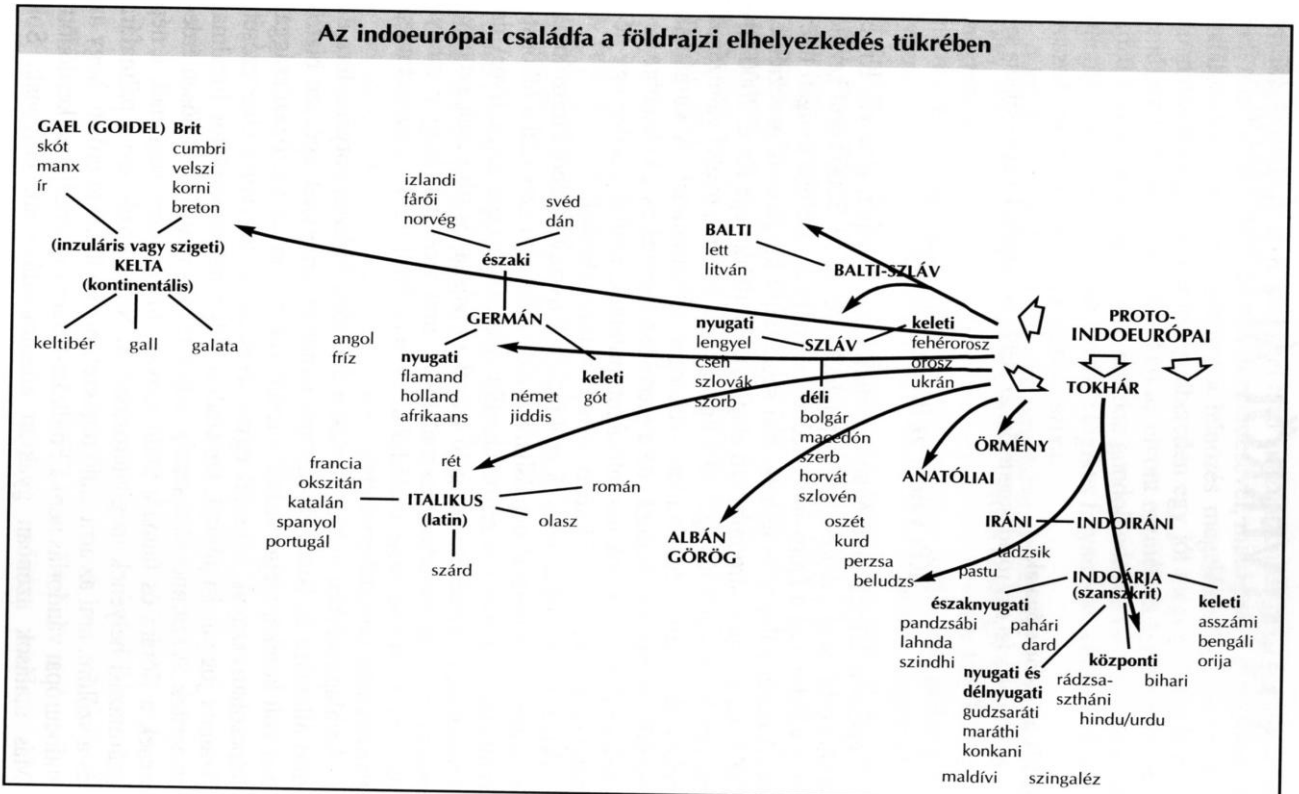 Az indoeurópai családfa a földrajzi elhelyezkedés tükrében
GAEL (GOIDEL)
skót
manx
ír
Brit
cumbri
velszi
korni
breton
(inzuláris vagy szigeti)
KELTA
(kontinentális)
keltibér
gall
galata
izlandi
fårői
norvég
svéd
dán
északi
GERMÁN
angol
fríz
nyugati
flamand
holland
afrikaans
német
jiddis
keleti
gót
francia
okszitán
katalán
spanyol
portugál
rét
ITALIKUS
(latin)
román
olasz
szárd
BALTI
lett
litván
BALTI-SZLÁV
nyugati
lengyel
cseh
szlovák
szorb
SZLÁV
keleti
fehérorosz
orosz
ukrán
déli
bolgár
macedón
szerb
horvát
szlovén
PROTO-
INDOEURÓPAI
TOKHÁR
ÖRMÉNY
ANATÓLIAI
ALBÁN
GÖRÖG
IRÁNI
INDOIRÁNI
oszét
kurd
perzsa
beludzs
tadzsik
pastu
INDOÁRJA
(szanszkrit)
északnyugati
pandzsábi
lahnda
szindhi
pahári
dard
nyugati és
délnyugati
gudzsaráti
maráthi
konkani
maldívi
szingaléz
központi
rádzsa-
sztháni
bihari
hindu/urdu
keleti
asszámi
bengáli
orija